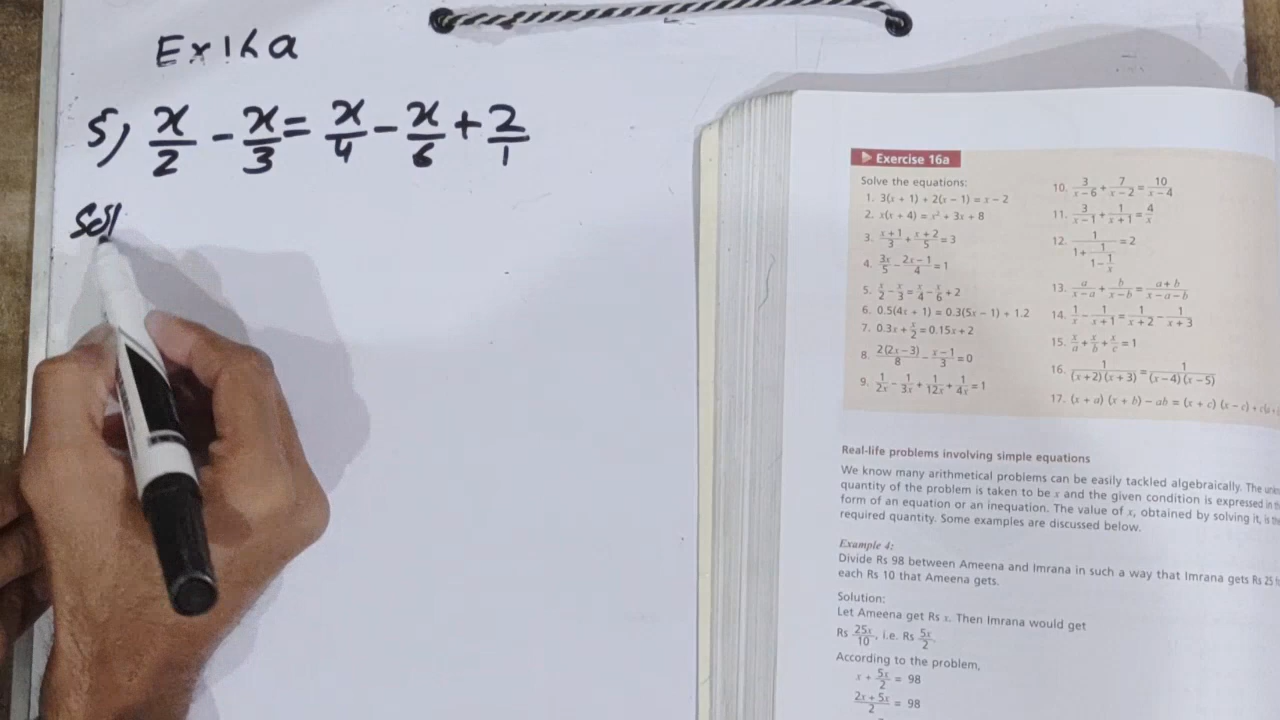 Ex 16 a
5) x/2 - x/3 = x/4 - x/6 + 2/1
Sol
Exercise 16a
Solve the equations:
1. 3(x + 1) + 2(x − 1) = x − 2
2. x(x + 4) = x² + 3x + 8
3. (x+1)/3 + (x+2)/5 = 3
4. 3x/5 − (2x−1)/4 = 1
5. x/2 − x/3 = x/4 − x/6 + 2
6. 0.5(4x + 1) = 0.3(5x − 1) + 1.2
7. 0.3x + x/2 = 0.15x + 2
8. 2(2x−3)/8 − (x−1)/3 = 0
9. 1/2x − 1/3x + 1/12x + 1/4x = 1
10. 3/(x−6) + 7/(x−2) = 10/(x−4)
11. 3/(x−1) + 1/(x+1) = 4/x
12. 1/(1+1/(1−1/x)) = 2
13. a/(x−a) + b/(x−b) = (a+b)/(x−a−b)
14. 1/x − 1/(x+1) = 1/(x+2) − 1/(x+3)
15. x/a + x/b + x/c = 1
16. 1/((x+2)(x+3)) = 1/((x−4)(x−5))
17. (x + a) (x + b) − ab = (x + c) (x − c) +
Real-life problems involving simple equations
We know many arithmetical problems can be easily tackled algebraically. The
quantity of the problem is taken to be x and the given condition is expressed in
form of an equation or an inequation. The value of x, obtained by solving it, is
required quantity. Some examples are discussed below.
Example 4:
Divide Rs 98 between Ameena and Imrana in such a way that Imrana gets Rs 25
each Rs 10 that Ameena gets.
Solution:
Let Ameena get Rs x. Then Imrana would get
Rs 25x/10, i.e. Rs 5x/2.
According to the problem,
x + 5x/2 = 98
(2x + 5x)/2 = 98